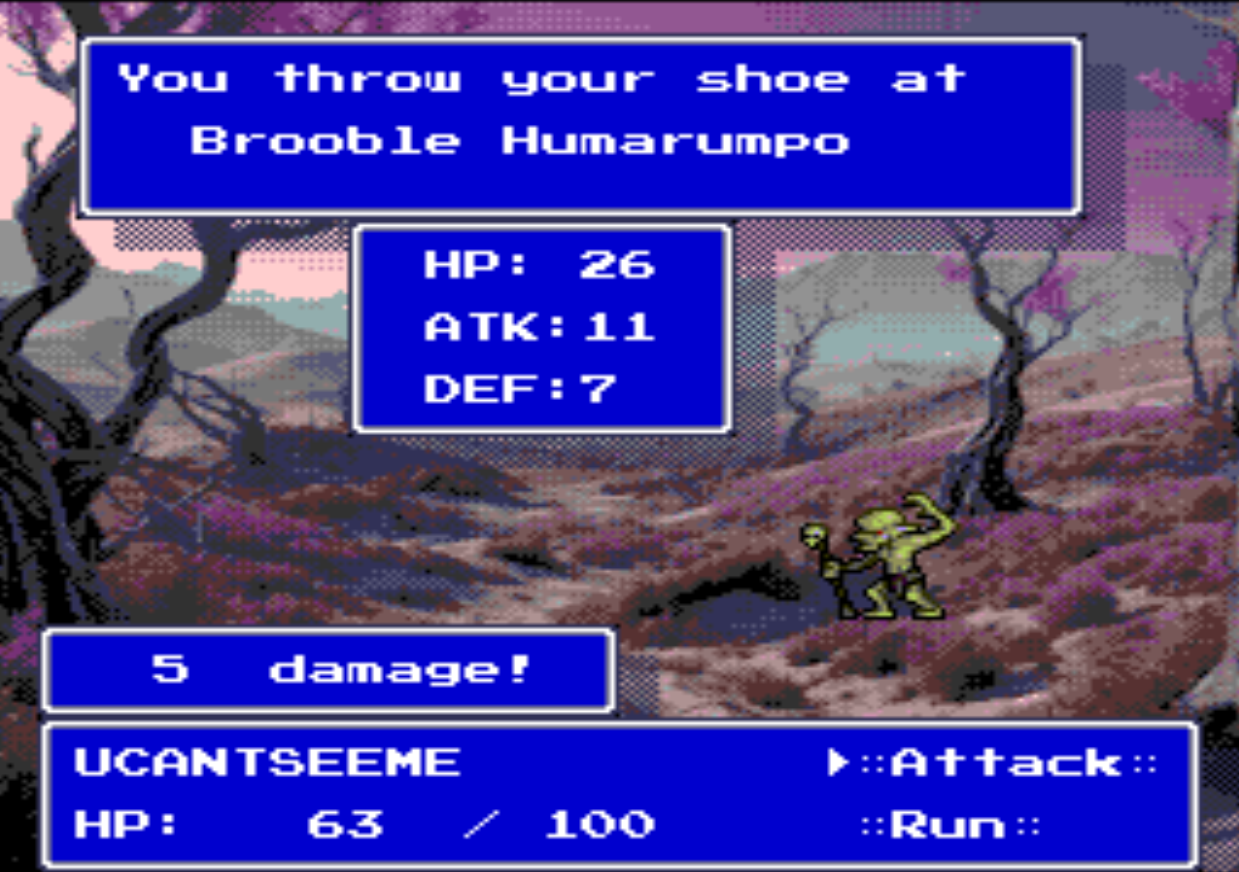 You throw your shoe at
Brooble Humarumpo
HP: 26
ATK:11
DEF:7
5 damage!
UCANTSEEME
HP: 63 / 100
▶::Attack::
::Run::